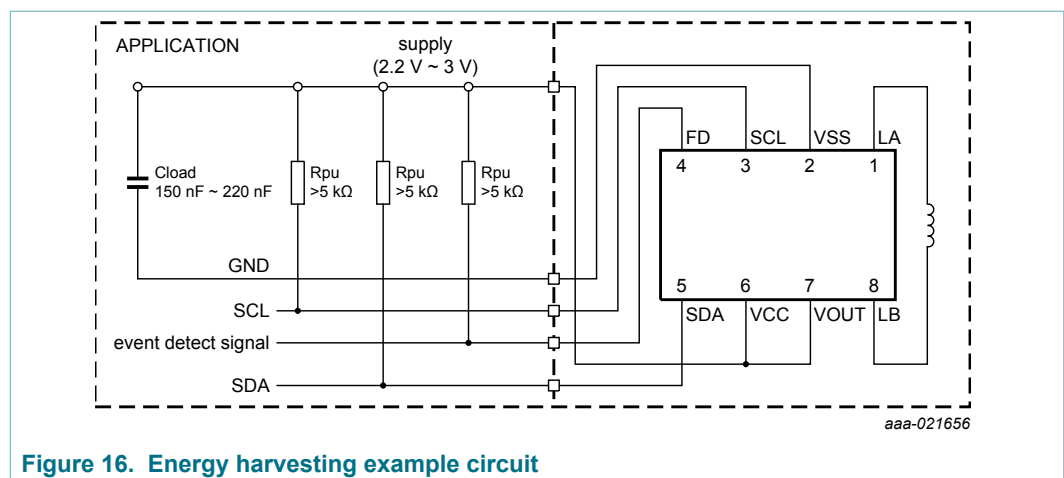 APPLICATION
supply
(2.2 V ~ 3 V)
FD
SCL
VSS
LA
4
3
2
1
Cload
150 nF ~ 220 nF
Rpu
>5 kΩ
Rpu
>5 kΩ
Rpu
>5 kΩ
GND
SCL
event detect signal
SDA
5
6
7
8
SDA
VCC
VOUT
LB
aaa-021656
Figure 16. Energy harvesting example circuit